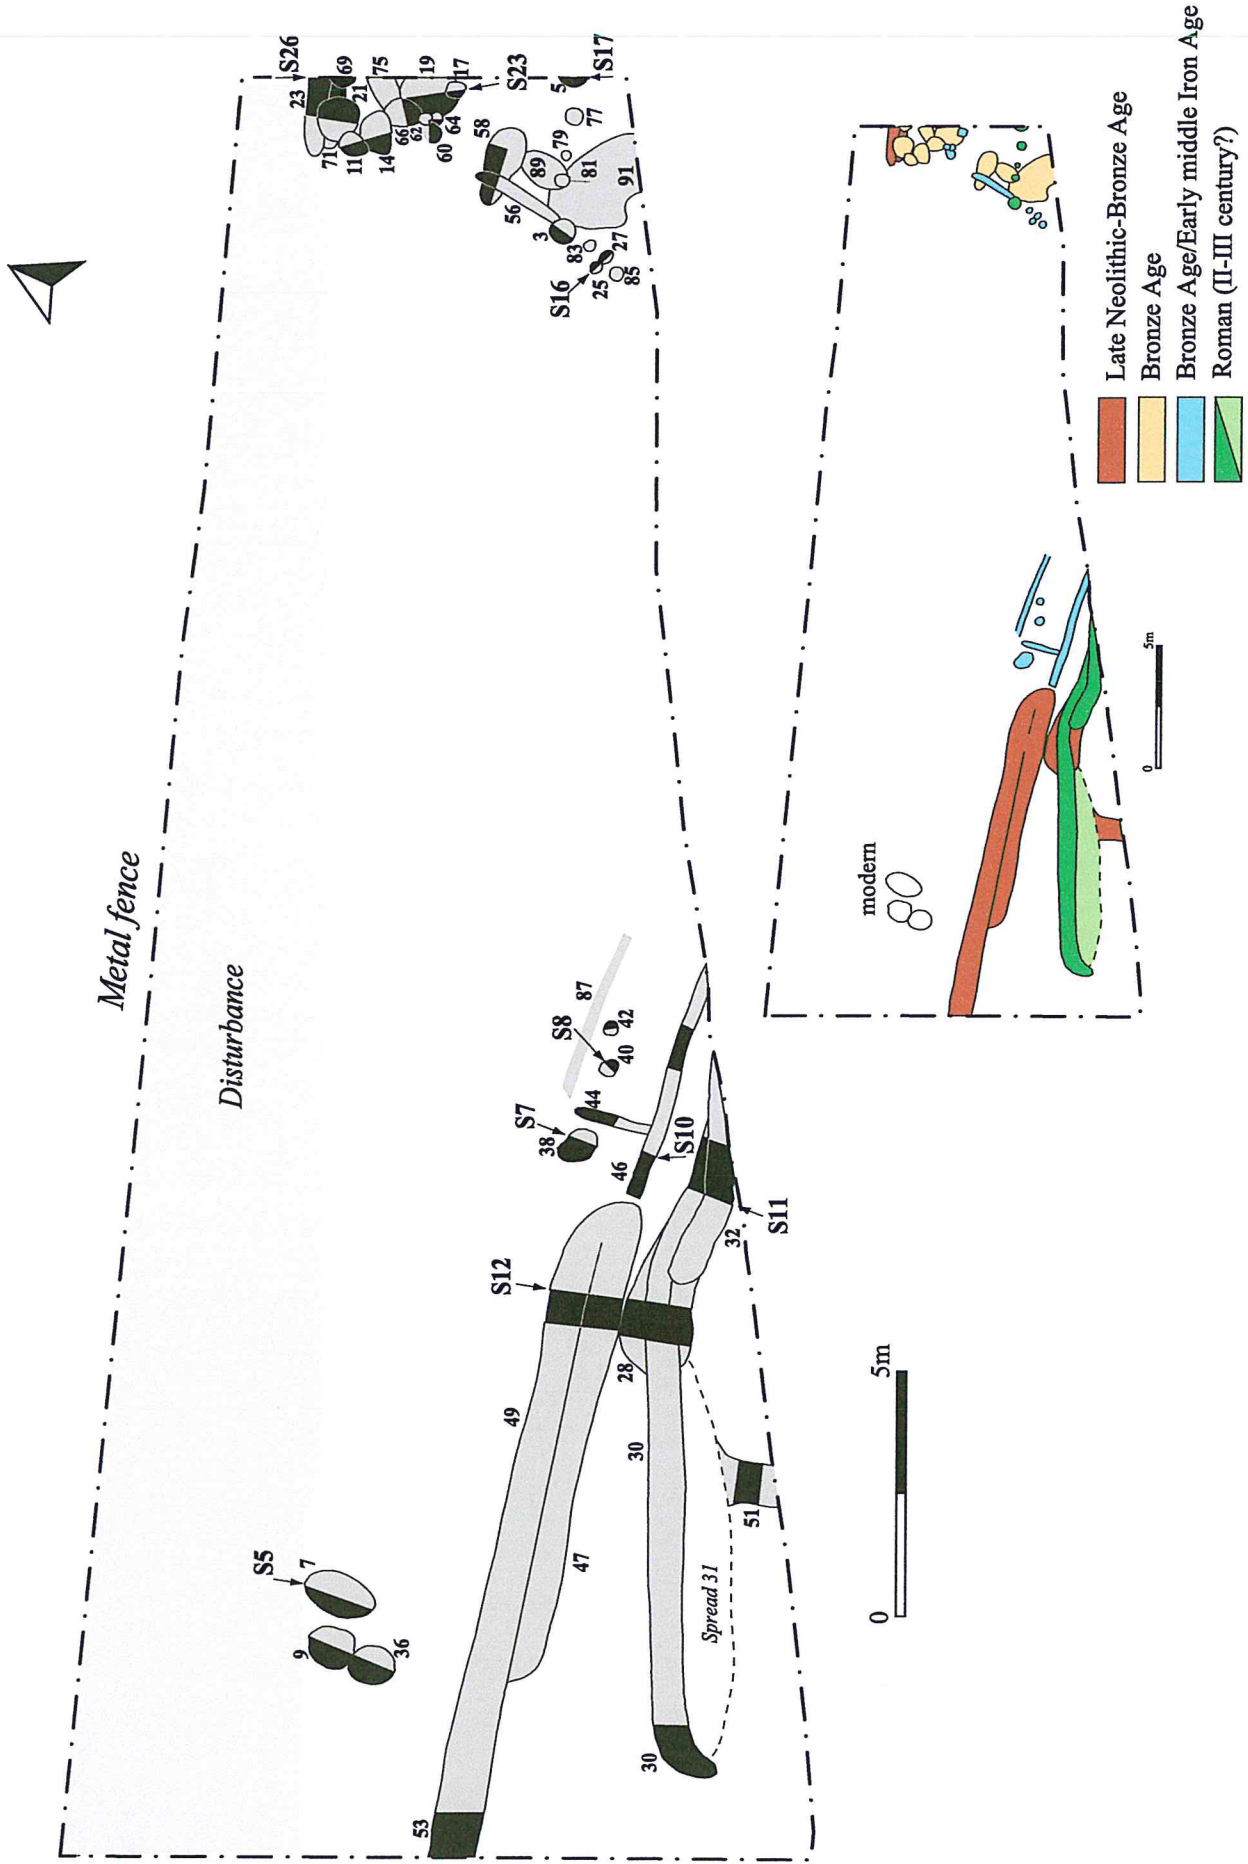 Metal fence
Disturbance
S26
23
69
21
75
19
17
S23
S17
5
71
11
14
66
62
64
60
58
77
79
89
81
91
56
3
83
27
S16
25
85
87
S8
42
40
44
S7
38
46
S10
S12
S11
32
28
49
30
47
51
Spread 31
30
53
S5
7
9
36
0
5m
modern
0
5m
Late Neolithic-Bronze Age
Bronze Age
Bronze Age/Early middle Iron Age
Roman (II-III century?)